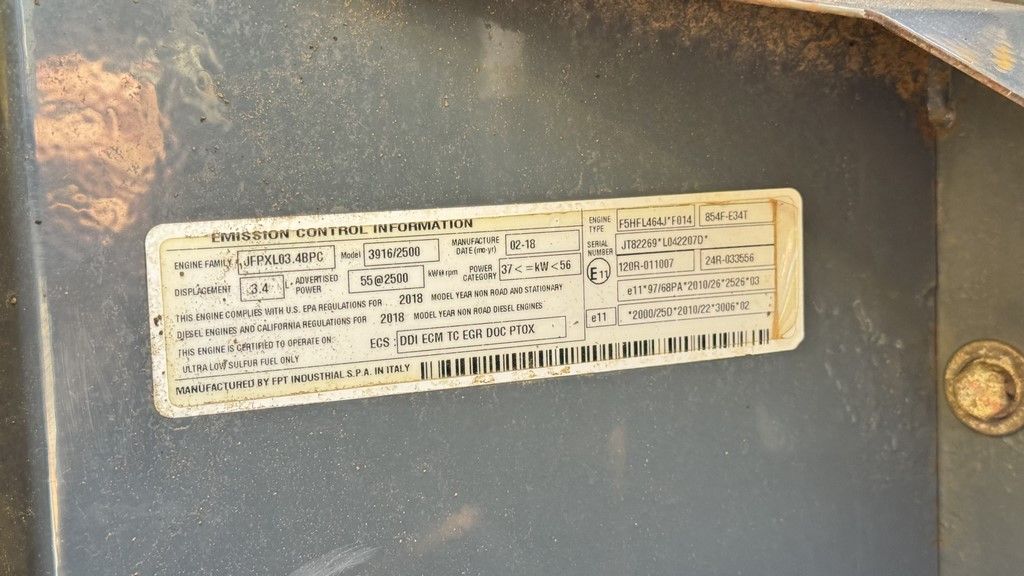 EMISSION CONTROL INFORMATION
ENGINE FAMILY JFPXL03.4BPC Model 3916/2500 MANUFACTURE DATE (mo-yr) 02-18
DISPLACEMENT 3.4 L - ADVERTISED POWER 55@2500 kW@rpm POWER CATEGORY 37 < = kW < 56
THIS ENGINE COMPLIES WITH U.S. EPA REGULATIONS FOR 2018 MODEL YEAR NON ROAD AND STATIONARY
DIESEL ENGINES AND CALIFORNIA REGULATIONS FOR 2018 MODEL YEAR NON ROAD DIESEL ENGINES
THIS ENGINE IS CERTIFIED TO OPERATE ON: ECS : DDI ECM TC EGR DOC PTOX
ULTRA LOW SULFUR FUEL ONLY
MANUFACTURED BY FPT INDUSTRIAL S.P.A. IN ITALY
ENGINE TYPE F5HFL464J*F014 854F-E34T
SERIAL NUMBER JT82269*L042207D*
E11 120R-011007 24R-033556
e11*97/68PA*2010/26*2526*03
e11 *2000/25D*2010/22*3006*02